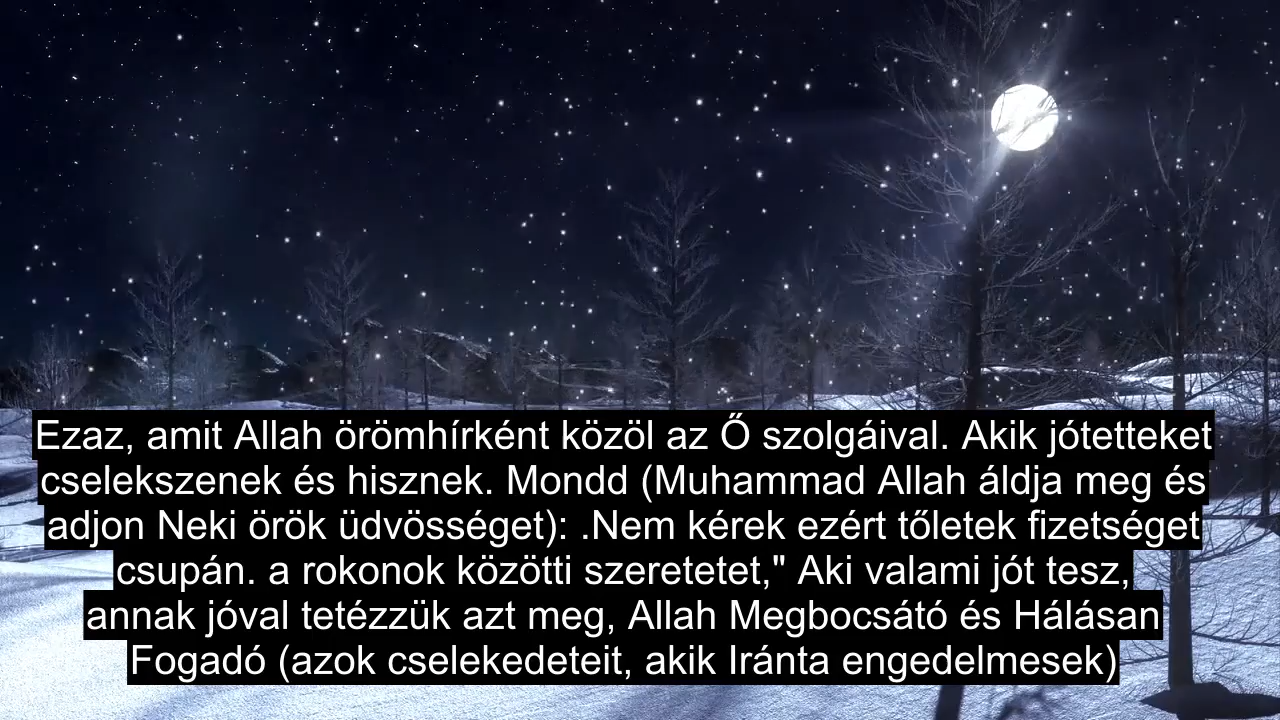 Ezaz, amit Allah örömhírként közöl az Ő szolgáival. Akik jótetteket
cselekszenek és hisznek. Mondd (Muhammad Allah áldja meg és
adjon Neki örök üdvösséget): .Nem kérek ezért tőletek fizetséget
csupán. a rokonok közötti szeretetet," Aki valami jót tesz,
annak jóval tetézzük azt meg, Allah Megbocsátó és Hálásan
Fogadó (azok cselekedeteit, akik Iránta engedelmesek)